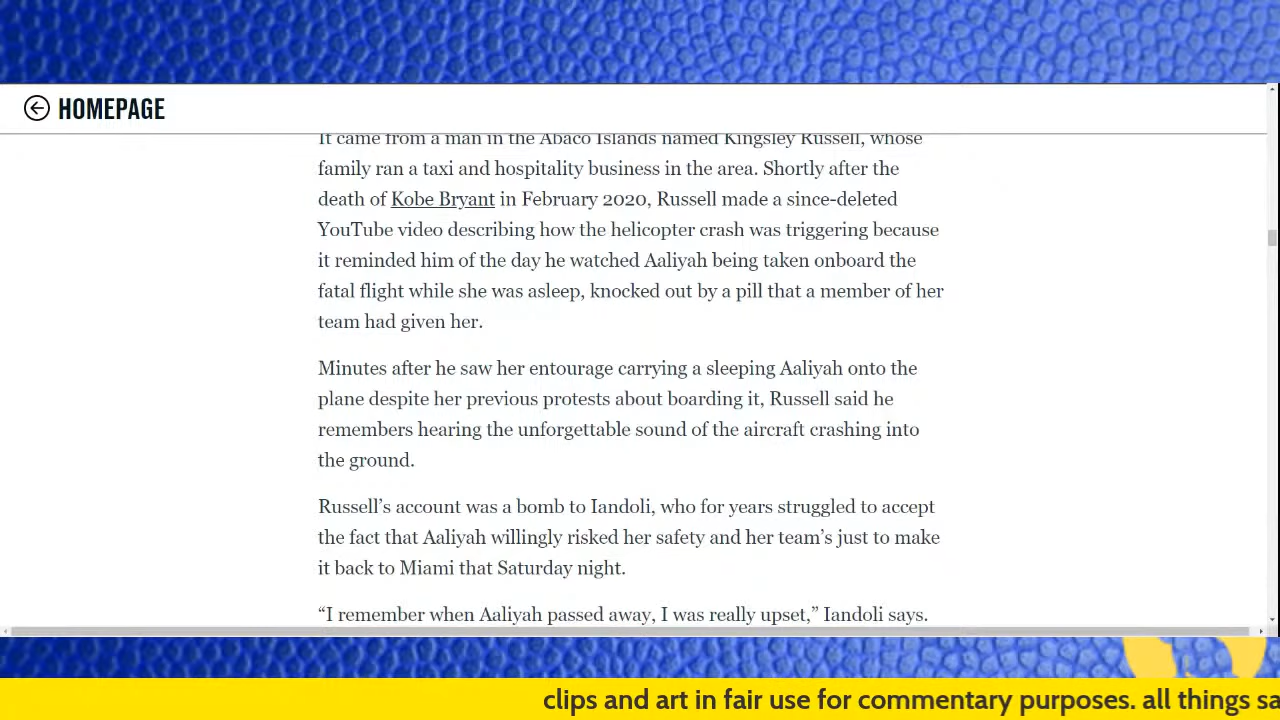 HOMEPAGE
It came from a man in the Abaco Islands named Kingsley Russell, whose
family ran a taxi and hospitality business in the area. Shortly after the
death of Kobe Bryant in February 2020, Russell made a since-deleted
YouTube video describing how the helicopter crash was triggering because
it reminded him of the day he watched Aaliyah being taken onboard the
fatal flight while she was asleep, knocked out by a pill that a member of her
team had given her.
Minutes after he saw her entourage carrying a sleeping Aaliyah onto the
plane despite her previous protests about boarding it, Russell said he
remembers hearing the unforgettable sound of the aircraft crashing into
the ground.
Russell’s account was a bomb to Iandoli, who for years struggled to accept
the fact that Aaliyah willingly risked her safety and her team’s just to make
it back to Miami that Saturday night.
“I remember when Aaliyah passed away, I was really upset,” Iandoli says.
clips and art in fair use for commentary purposes. all things sa